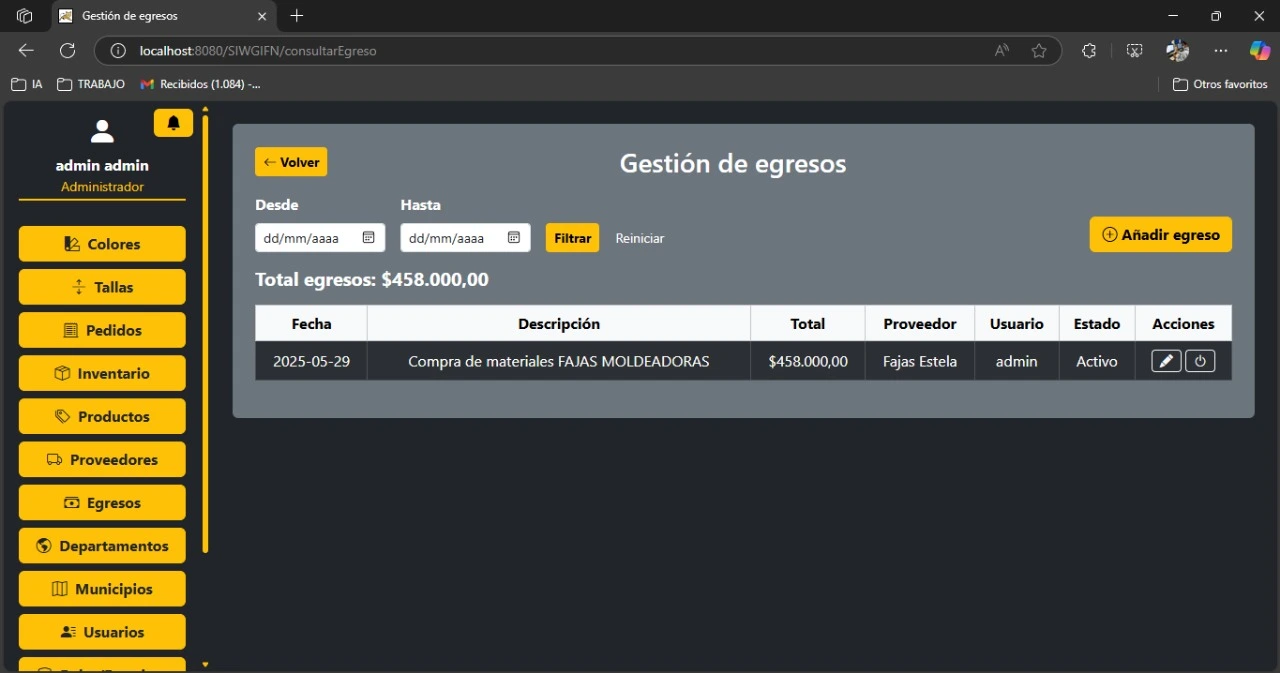 Gestión de egresos
localhost:8080/SIWGIFN/consultarEgreso
IA
TRABAJO
Recibidos (1.084) -...
Otros favoritos
admin admin
Administrador
Colores
Tallas
Pedidos
Inventario
Productos
Proveedores
Egresos
Departamentos
Municipios
Usuarios
← Volver
Gestión de egresos
Desde
Hasta
dd/mm/aaaa
dd/mm/aaaa
Filtrar
Reiniciar
Añadir egreso
Total egresos: $458.000,00
Fecha Descripción Total Proveedor Usuario Estado Acciones
2025-05-29 Compra de materiales FAJAS MOLDEADORAS $458.000,00 Fajas Estela admin Activo